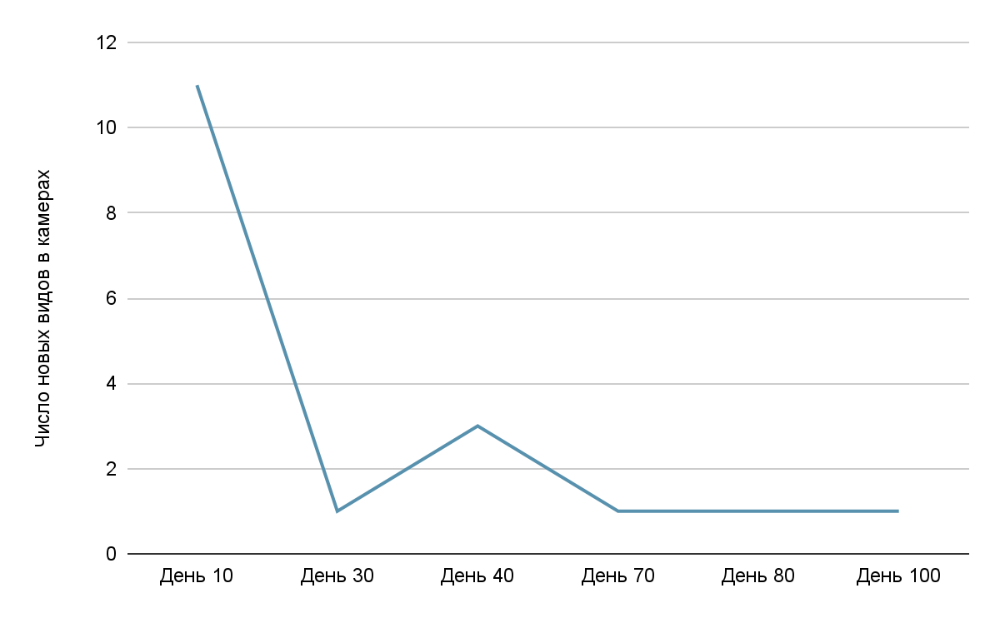 12
10
8
6
4
2
0
Число новых видов в камерах
День 10
День 30
День 40
День 70
День 80
День 100